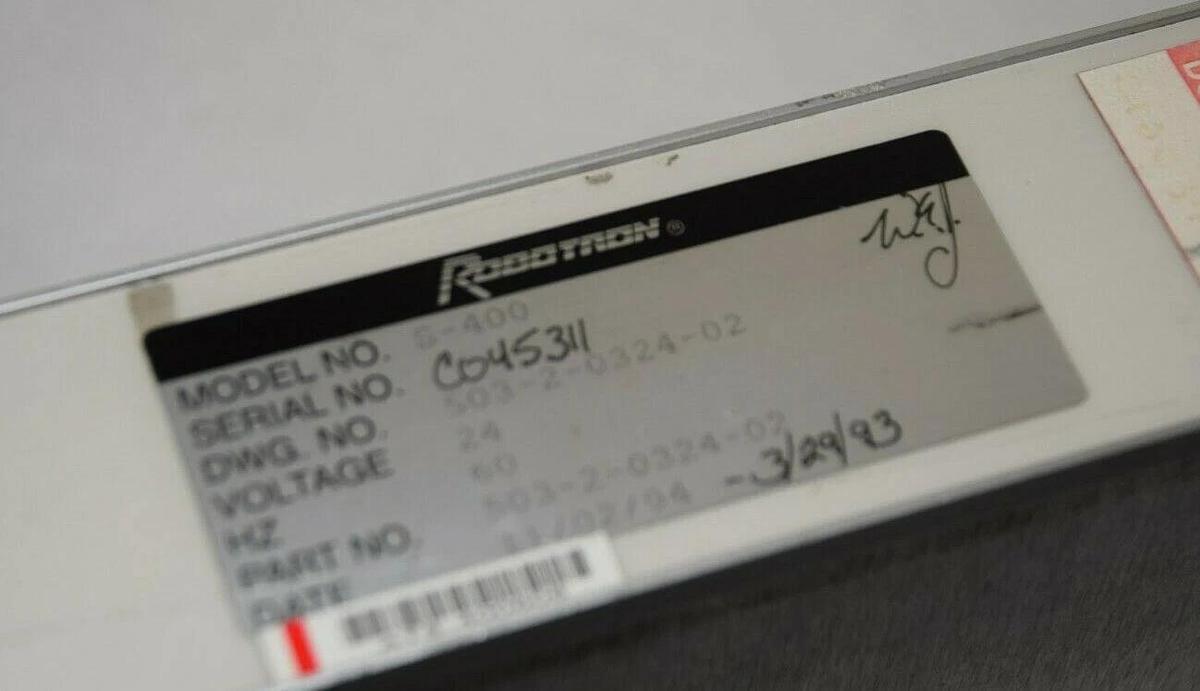 ROBOTRON®
MODEL NO. S-400
SERIAL NO. C045311
DWG. NO. 503-2-0324-02
VOLTAGE 24
HZ 60
PART NO. 503-2-0324-02
DATE 11/02/94 - 3/29/93